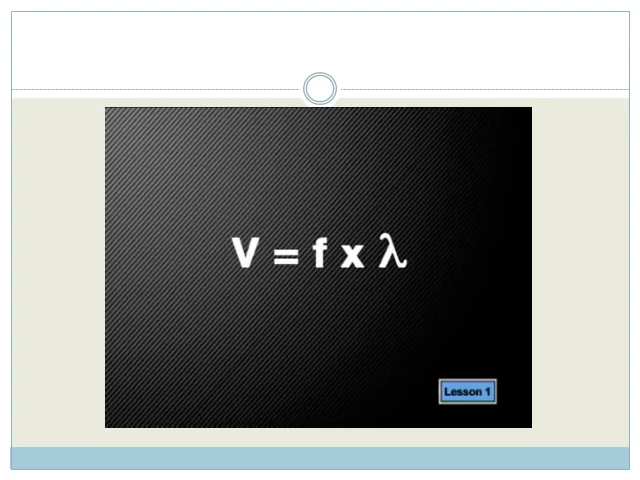 V = f x λ
Lesson 1